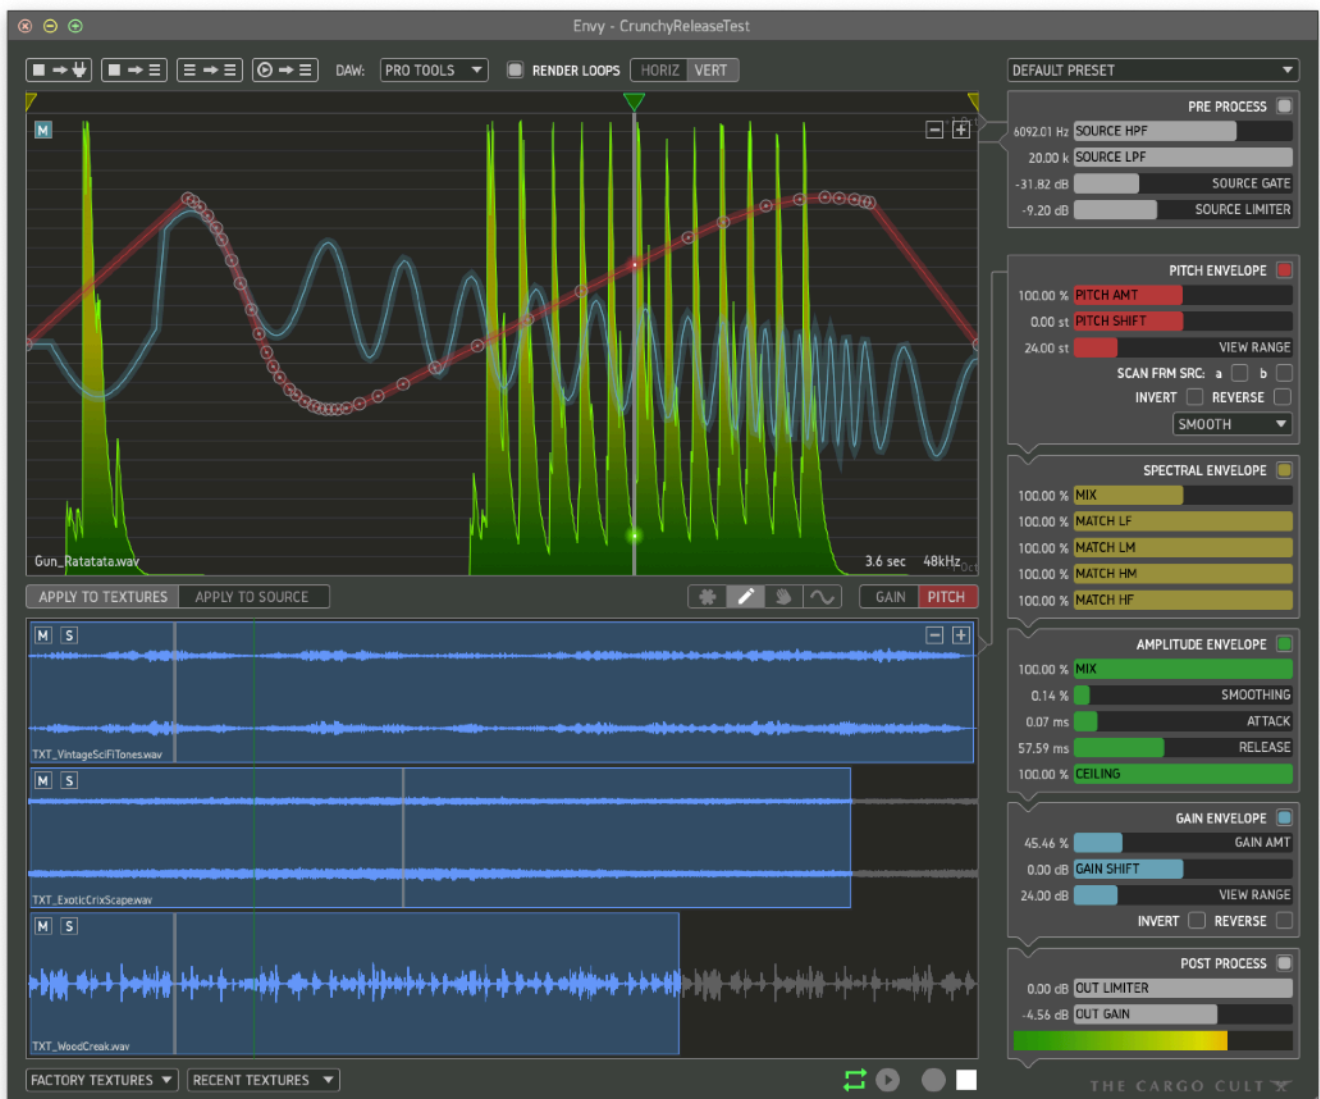 Envy - CrunchyReleaseTest
DAW: PRO TOOLS RENDER LOOPS HORIZ VERT
DEFAULT PRESET
M
PRE PROCESS
6092.01 Hz SOURCE HPF
20.00 k SOURCE LPF
-31.82 dB SOURCE GATE
-9.20 dB SOURCE LIMITER
PITCH ENVELOPE
100.00 % PITCH AMT
0.00 st PITCH SHIFT
24.00 st VIEW RANGE
SCAN FRM SRC: a b
INVERT REVERSE
SMOOTH
SPECTRAL ENVELOPE
100.00 % MIX
100.00 % MATCH LF
100.00 % MATCH LM
100.00 % MATCH HM
100.00 % MATCH HF
Gun_Ratatata.wav 3.6 sec 48kHz
APPLY TO TEXTURES APPLY TO SOURCE GAIN PITCH
M S
TXT_VintageSciFiTones.wav
M S
TXT_ExoticCrixScape.wav
M S
TXT_WoodCreak.wav
AMPLITUDE ENVELOPE
100.00 % MIX
0.14 % SMOOTHING
0.07 ms ATTACK
57.59 ms RELEASE
100.00 % CEILING
GAIN ENVELOPE
45.46 % GAIN AMT
0.00 dB GAIN SHIFT
24.00 dB VIEW RANGE
INVERT REVERSE
POST PROCESS
0.00 dB OUT LIMITER
-4.56 dB OUT GAIN
FACTORY TEXTURES RECENT TEXTURES
THE CARGO CULT